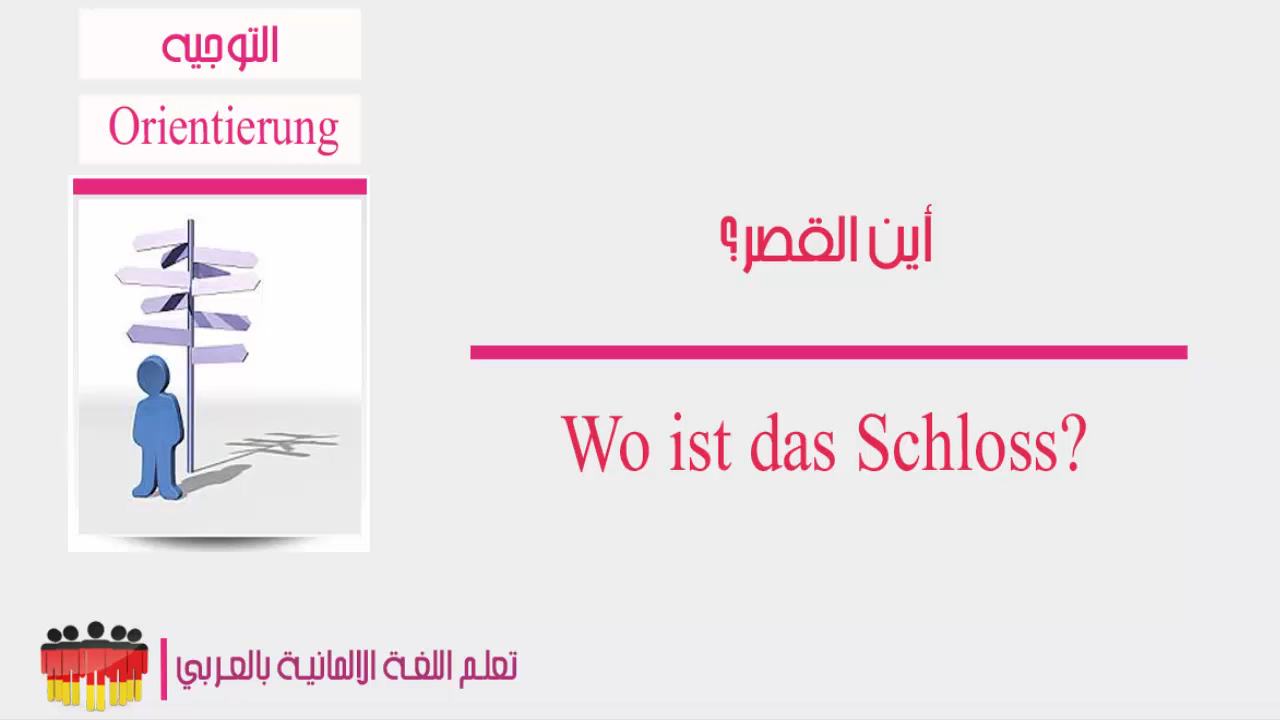 التوجيه
Orientierung
أين القصر؟
Wo ist das Schloss?
تعلم اللغة الالمانية بالعربي